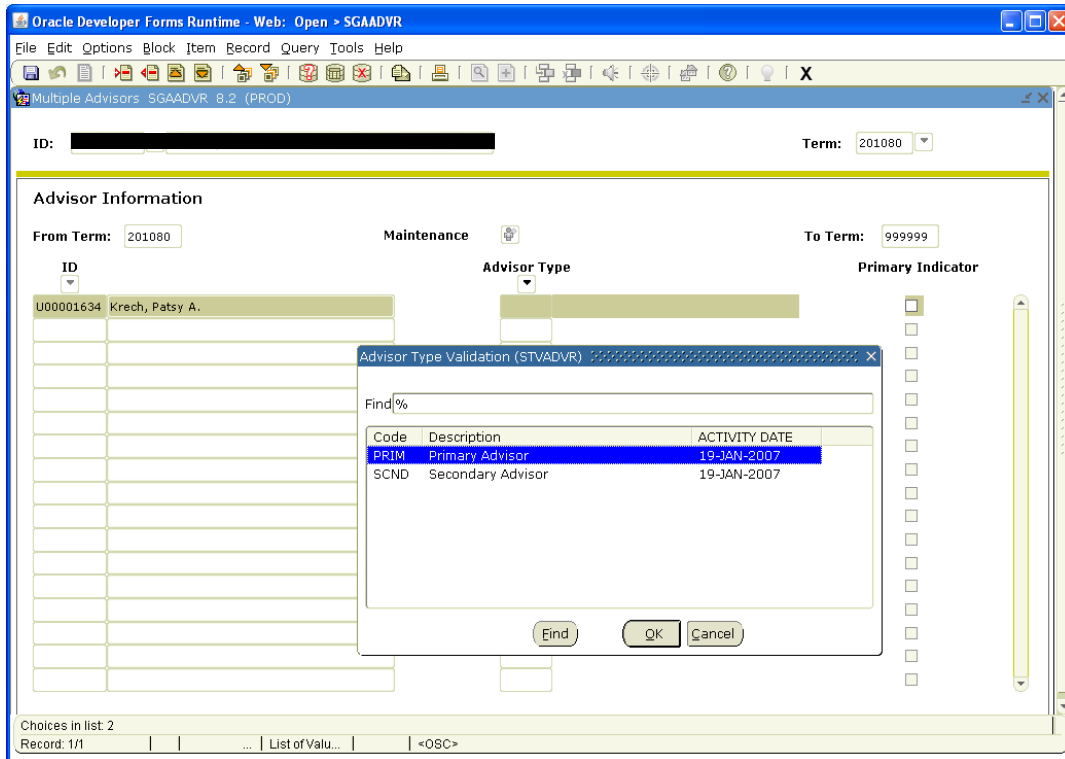 Oracle Developer Forms Runtime - Web: Open > SGAADVR
File Edit Options Block Item Record Query Tools Help
X
Multiple Advisors SGAADVR 8.2 (PROD)
ID: Term: 201080
Advisor Information
From Term: 201080 Maintenance To Term: 999999
ID Advisor Type Primary Indicator
U00001634 Krech, Patsy A.
Advisor Type Validation (STVADVR)
Find %
Code Description ACTIVITY DATE
PRIM Primary Advisor 19-JAN-2007
SCND Secondary Advisor 19-JAN-2007
Find OK Cancel
Choices in list: 2
Record: 1/1 ... List of Valu... <OSC>